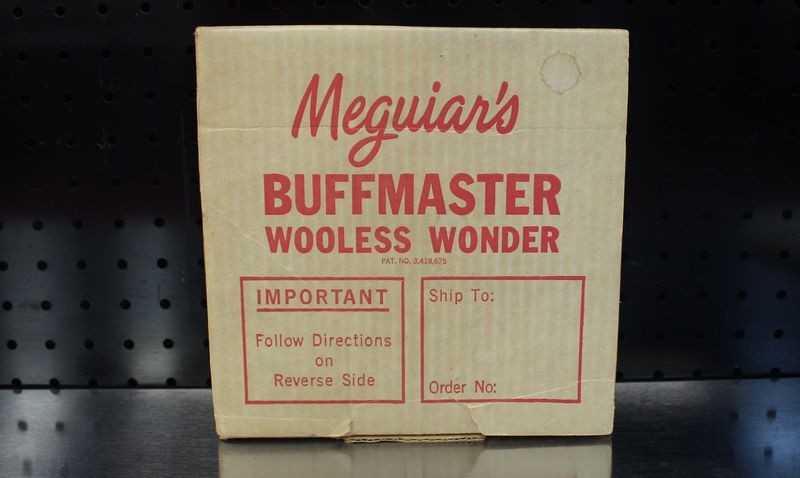 Meguiar's
BUFFMASTER
WOOLESS WONDER
PAT. NO. 3,418,675
IMPORTANT
Follow Directions
on
Reverse Side
Ship To:
Order No: